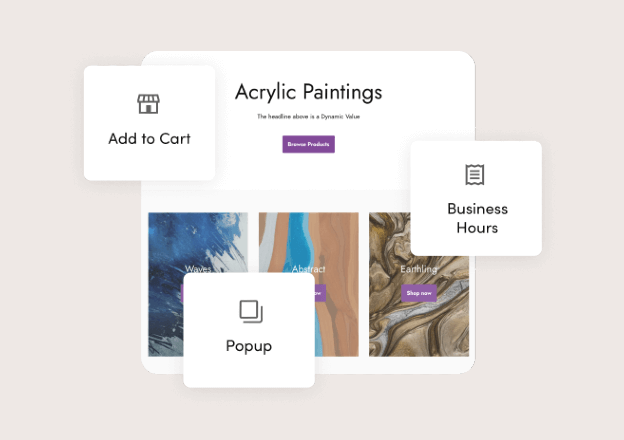 Acrylic Paintings
The headline above is a Dynamic Value
Browse Products
Add to Cart
Business
Hours
Waves
Abstract
Earthling
Shop now
Popup